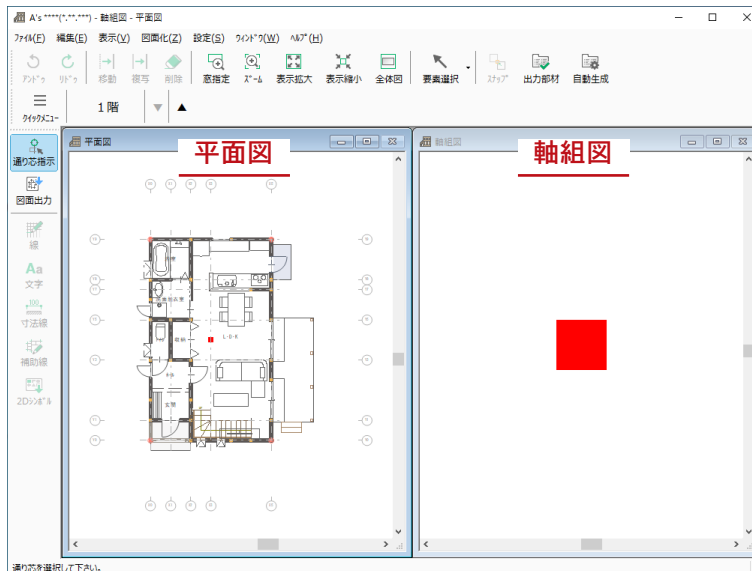 A's ****(*.**.***) - 軸組図 - 平面図
ﾌｧｲﾙ(F) 編集(E) 表示(V) 図面化(Z) 設定(S) ｳｨﾝﾄﾞｳ(W) ﾍﾙﾌﾟ(H)
ｱﾝﾄﾞｩ ﾘﾄﾞｩ 移動 複写 削除 窓指定 ｽﾞｰﾑ 表示拡大 表示縮小 全体図 要素選択 ｽﾅｯﾌﾟ 出力部材 自動生成
ｸｲｯｸﾒﾆｭｰ 1階
通り芯指示
図面出力
線
Aa
文字
100
寸法線
補助線
2Dｼﾝﾎﾞﾙ
平面図
平面図
収納
L・D・K
玄関
軸組図
軸組図
通り芯を選択して下さい。